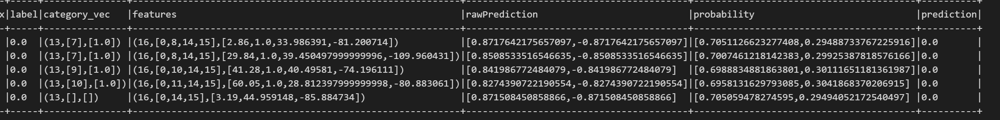 x|label|category_vec   |features                                                     |rawPrediction                           |probability                             |prediction|
-+-----+---------------+-------------------------------------------------------------+----------------------------------------+----------------------------------------+----------+
 |0.0  |(13,[7],[1.0]) |(16,[0,8,14,15],[2.86,1.0,33.986391,-81.200714])           |[0.8717642175657097,-0.8717642175657097]|[0.7051126623277408,0.29488733767225916]|0.0       |
 |0.0  |(13,[7],[1.0]) |(16,[0,8,14,15],[29.84,1.0,39.450497999999996,-109.960431])|[0.8508533516546635,-0.8508533516546635]|[0.7007461218142383,0.29925387818576166]|0.0       |
 |0.0  |(13,[9],[1.0]) |(16,[0,10,14,15],[41.28,1.0,40.49581,-74.196111])          |[0.841986772484079,-0.841986772484079]  |[0.6988834881863801,0.30111651181361987]|0.0       |
 |0.0  |(13,[10],[1.0])|(16,[0,11,14,15],[60.05,1.0,28.812397999999998,-80.883061])|[0.8274390722190554,-0.8274390722190554]|[0.6958131629793085,0.3041868370206915] |0.0       |
 |0.0  |(13,[],[])     |(16,[0,14,15],[3.19,44.959148,-85.884734])                 |[0.871508450858866,-0.871508450858866]  |[0.705059478274595,0.29494052172540497] |0.0       |
-+-----+---------------+-------------------------------------------------------------+----------------------------------------+----------------------------------------+----------+